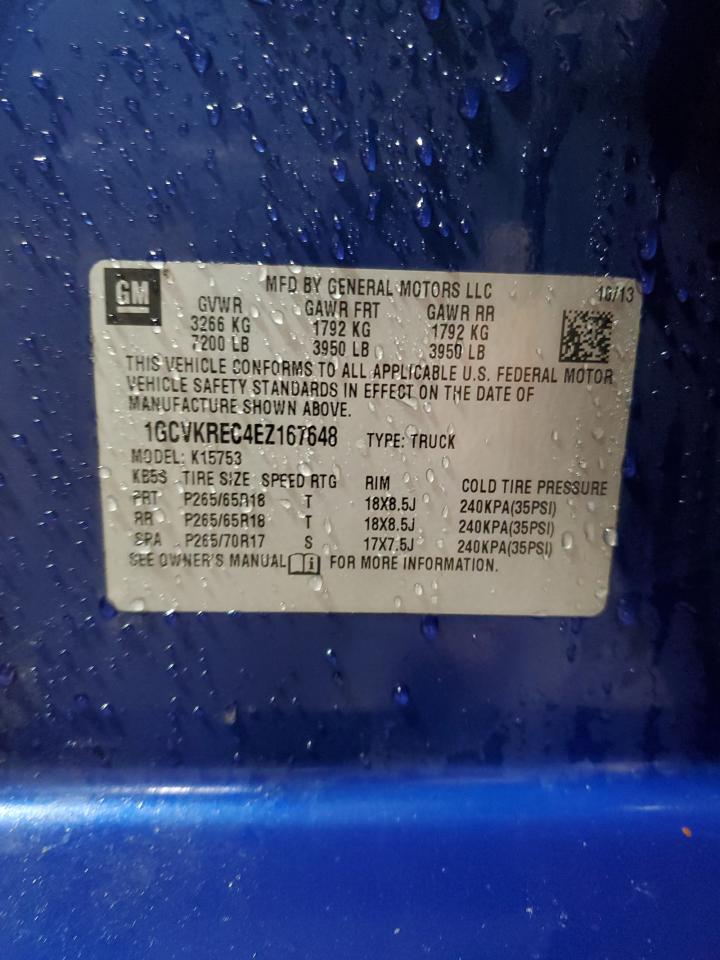 GM
MFD BY GENERAL MOTORS LLC
GVWR GAWR FRT GAWR RR
3266 KG 1792 KG 1792 KG
7200 LB 3950 LB 3950 LB
THIS VEHICLE CONFORMS TO ALL APPLICABLE U.S. FEDERAL MOTOR
VEHICLE SAFETY STANDARDS IN EFFECT ON THE DATE OF
MANUFACTURE SHOWN ABOVE.
1GCVKREC4EZ167648 TYPE: TRUCK
MODEL: K15753
TIRE SIZE SPEED RTG RIM COLD TIRE PRESSURE
FRT P265/65R18 T 18X8.5J 240KPA(35PSI)
RR P265/65R18 T 18X8.5J 240KPA(35PSI)
SPA P265/70R17 S 17X7.5J 240KPA(35PSI)
SEE OWNER'S MANUAL FOR MORE INFORMATION.